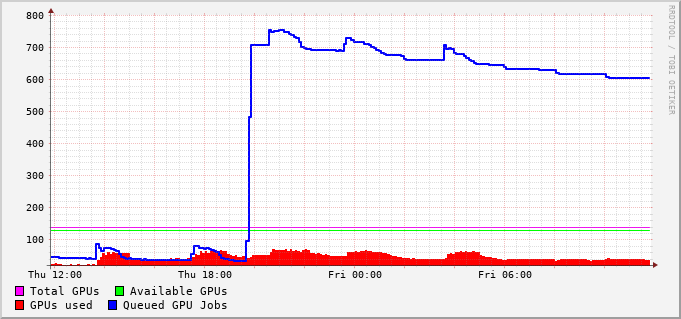 800
700
600
500
400
300
200
100
Thu 12:00 Thu 18:00 Fri 00:00 Fri 06:00
Total GPUs Available GPUs
GPUs used Queued GPU Jobs
RRDTOOL / TOBI OETIKER